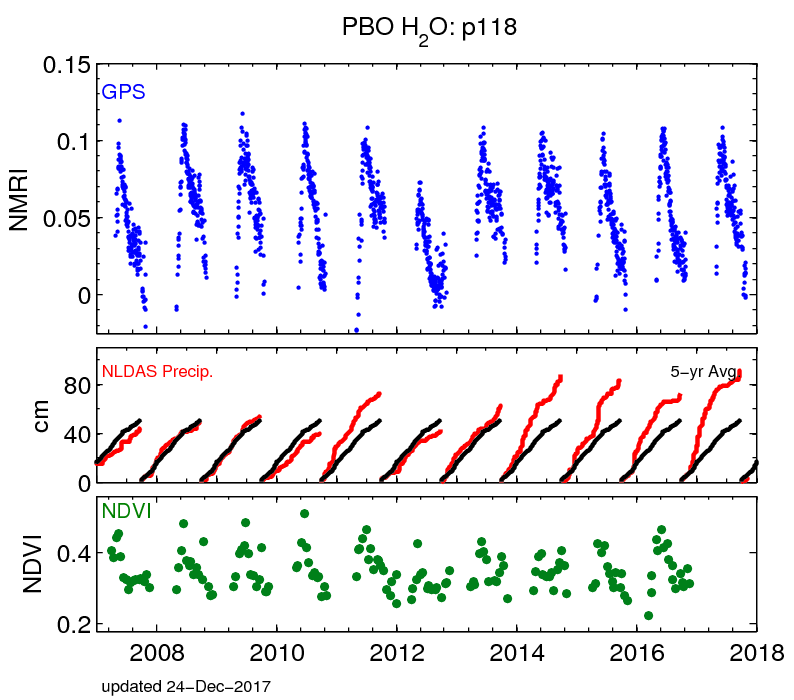 PBO H2O: p118
0.15
GPS
0.1
NMRI
0.05
0
NLDAS Precip.
5-yr Avg.
80
cm
40
0
NDVI
NDVI
0.4
0.2
2008 2010 2012 2014 2016 2018
updated 24-Dec-2017